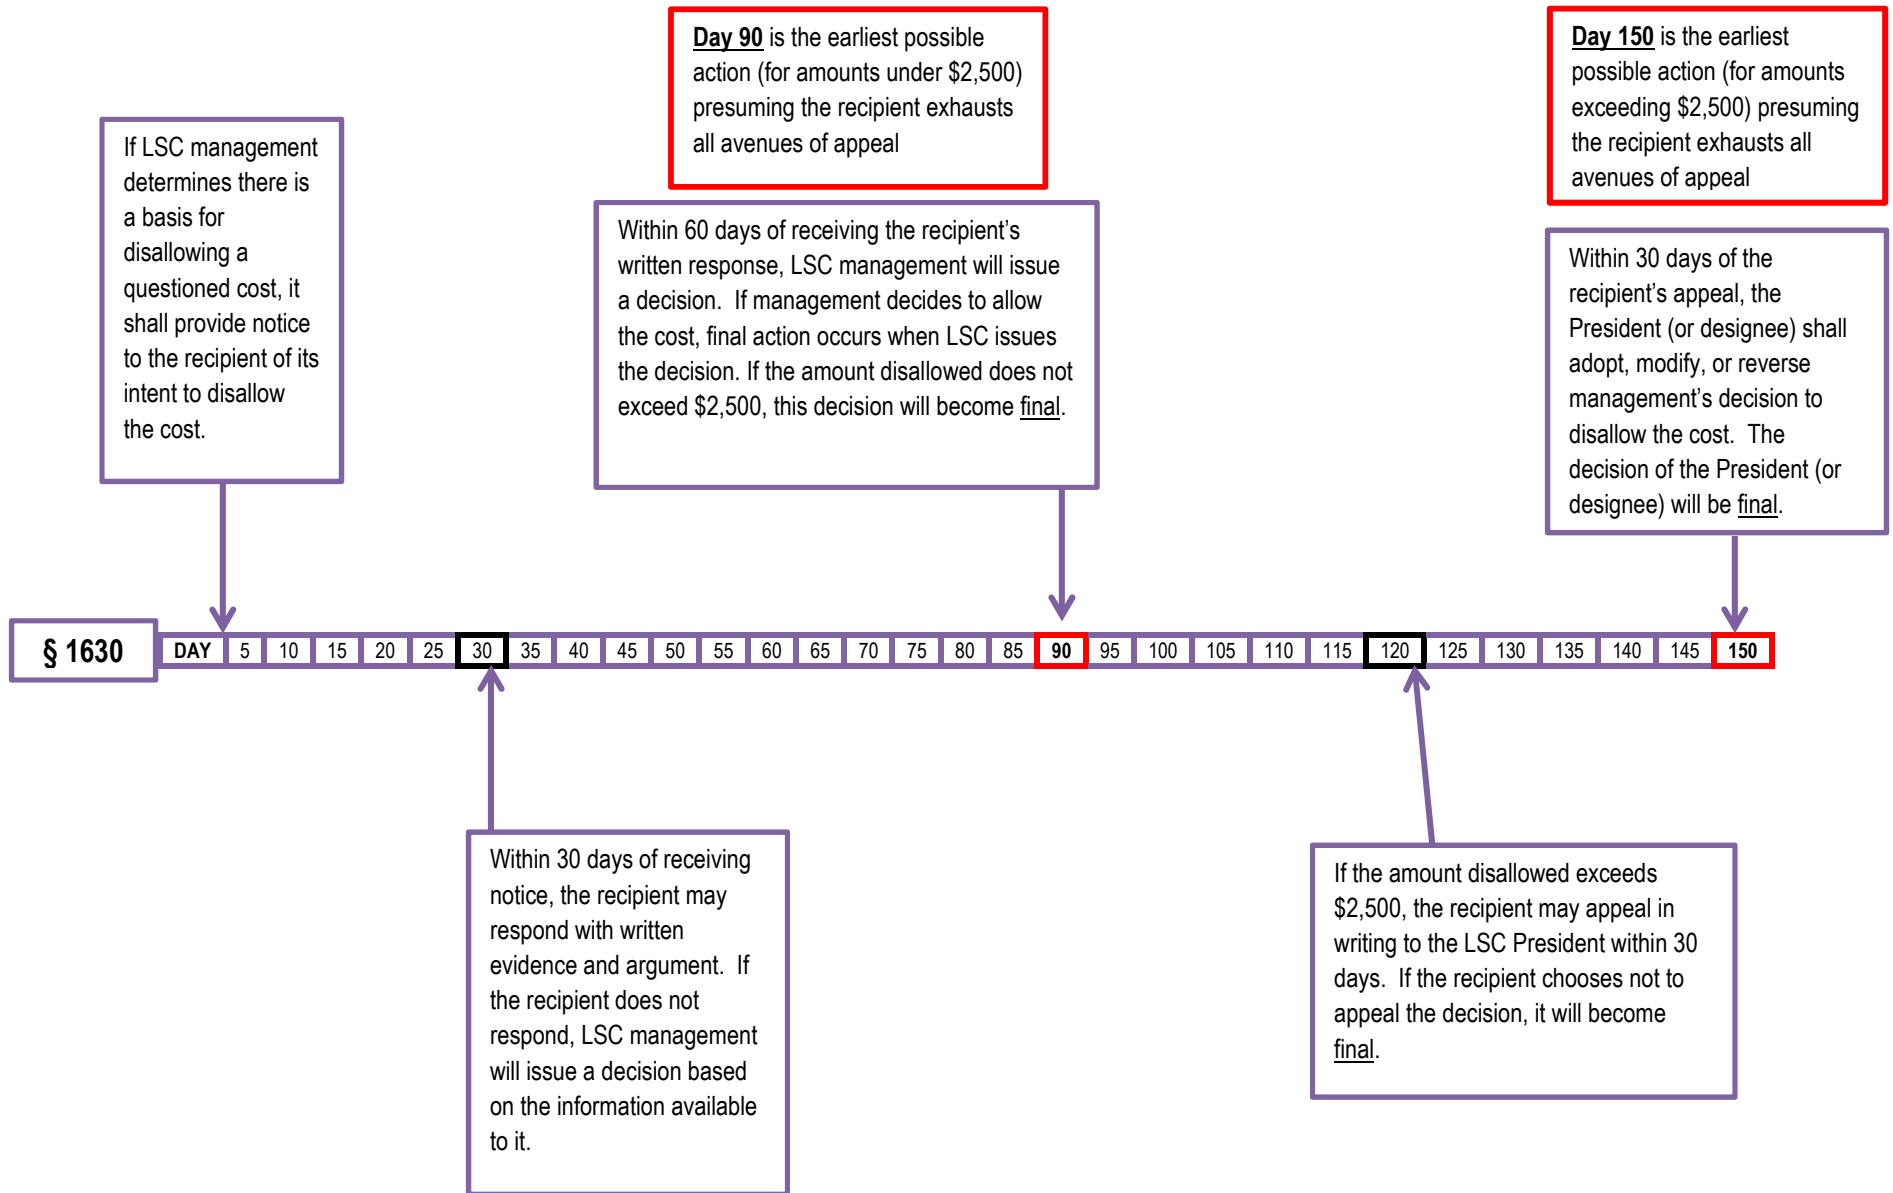 Day 90 is the earliest possible
action (for amounts under $2,500)
presuming the recipient exhausts
all avenues of appeal
Day 150 is the earliest
possible action (for amounts
exceeding $2,500) presuming
the recipient exhausts all
avenues of appeal
If LSC management
determines there is
a basis for
disallowing a
questioned cost, it
shall provide notice
to the recipient of its
intent to disallow
the cost.
Within 60 days of receiving the recipient’s
written response, LSC management will issue
a decision.  If management decides to allow
the cost, final action occurs when LSC issues
the decision. If the amount disallowed does not
exceed $2,500, this decision will become final.
Within 30 days of the
recipient’s appeal, the
President (or designee) shall
adopt, modify, or reverse
management’s decision to
disallow the cost.  The
decision of the President (or
designee) will be final.
§ 1630
DAY 5 10 15 20 25 30 35 40 45 50 55 60 65 70 75 80 85 90 95 100 105 110 115 120 125 130 135 140 145 150
Within 30 days of receiving
notice, the recipient may
respond with written
evidence and argument.  If
the recipient does not
respond, LSC management
will issue a decision based
on the information available
to it.
If the amount disallowed exceeds
$2,500, the recipient may appeal in
writing to the LSC President within 30
days.  If the recipient chooses not to
appeal the decision, it will become
final.